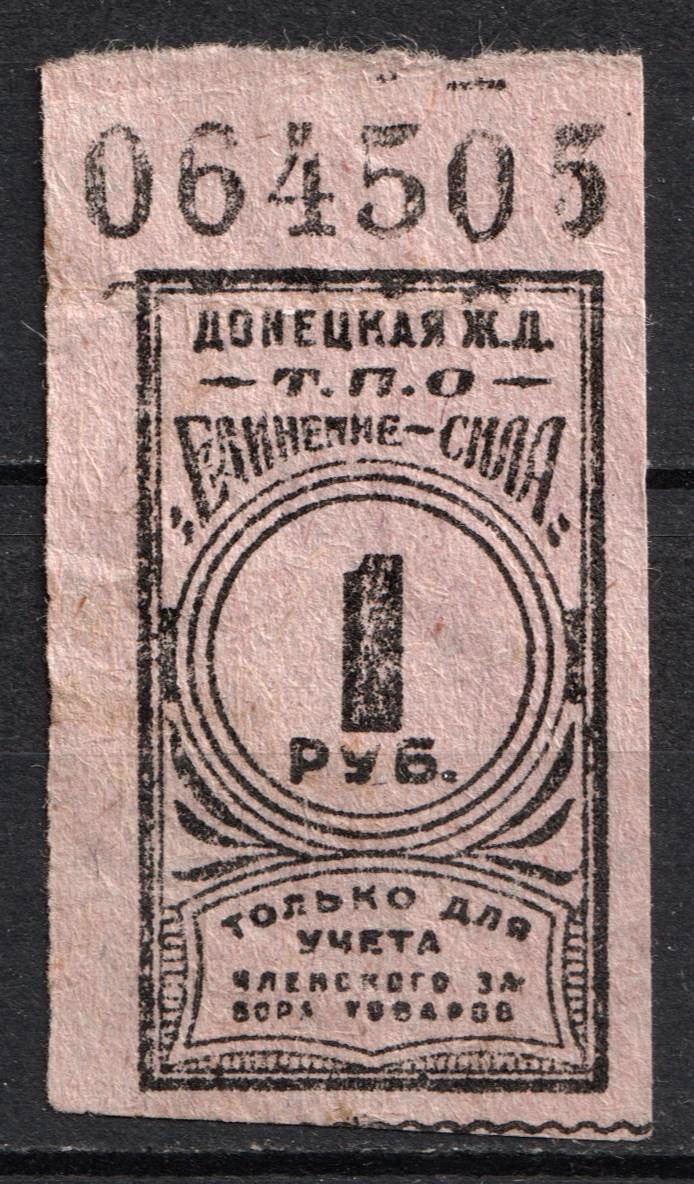 064505
ДОНЕЦКАЯ Ж.Д.
— Т.П.О —
"ЕДИНЕНИЕ—СИЛА"
1
РУБ.
ТОЛЬКО ДЛЯ
УЧЕТА
ЧЛЕНСКОГО ЗА
БОРА ТОВАРОВ